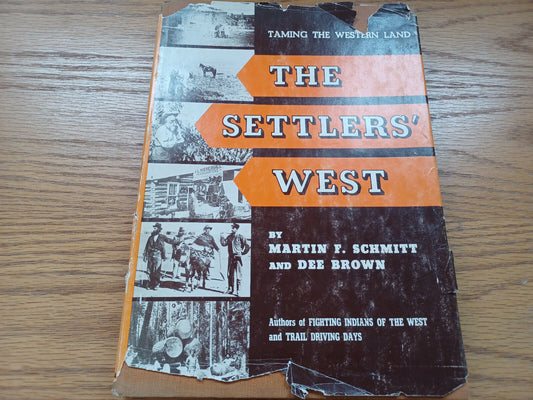 TAMING THE WESTERN LAND
THE
SETTLERS'
WEST
BY
MARTIN F. SCHMITT
AND DEE BROWN
Authors of FIGHTING INDIANS OF THE WEST
and TRAIL DRIVING DAYS